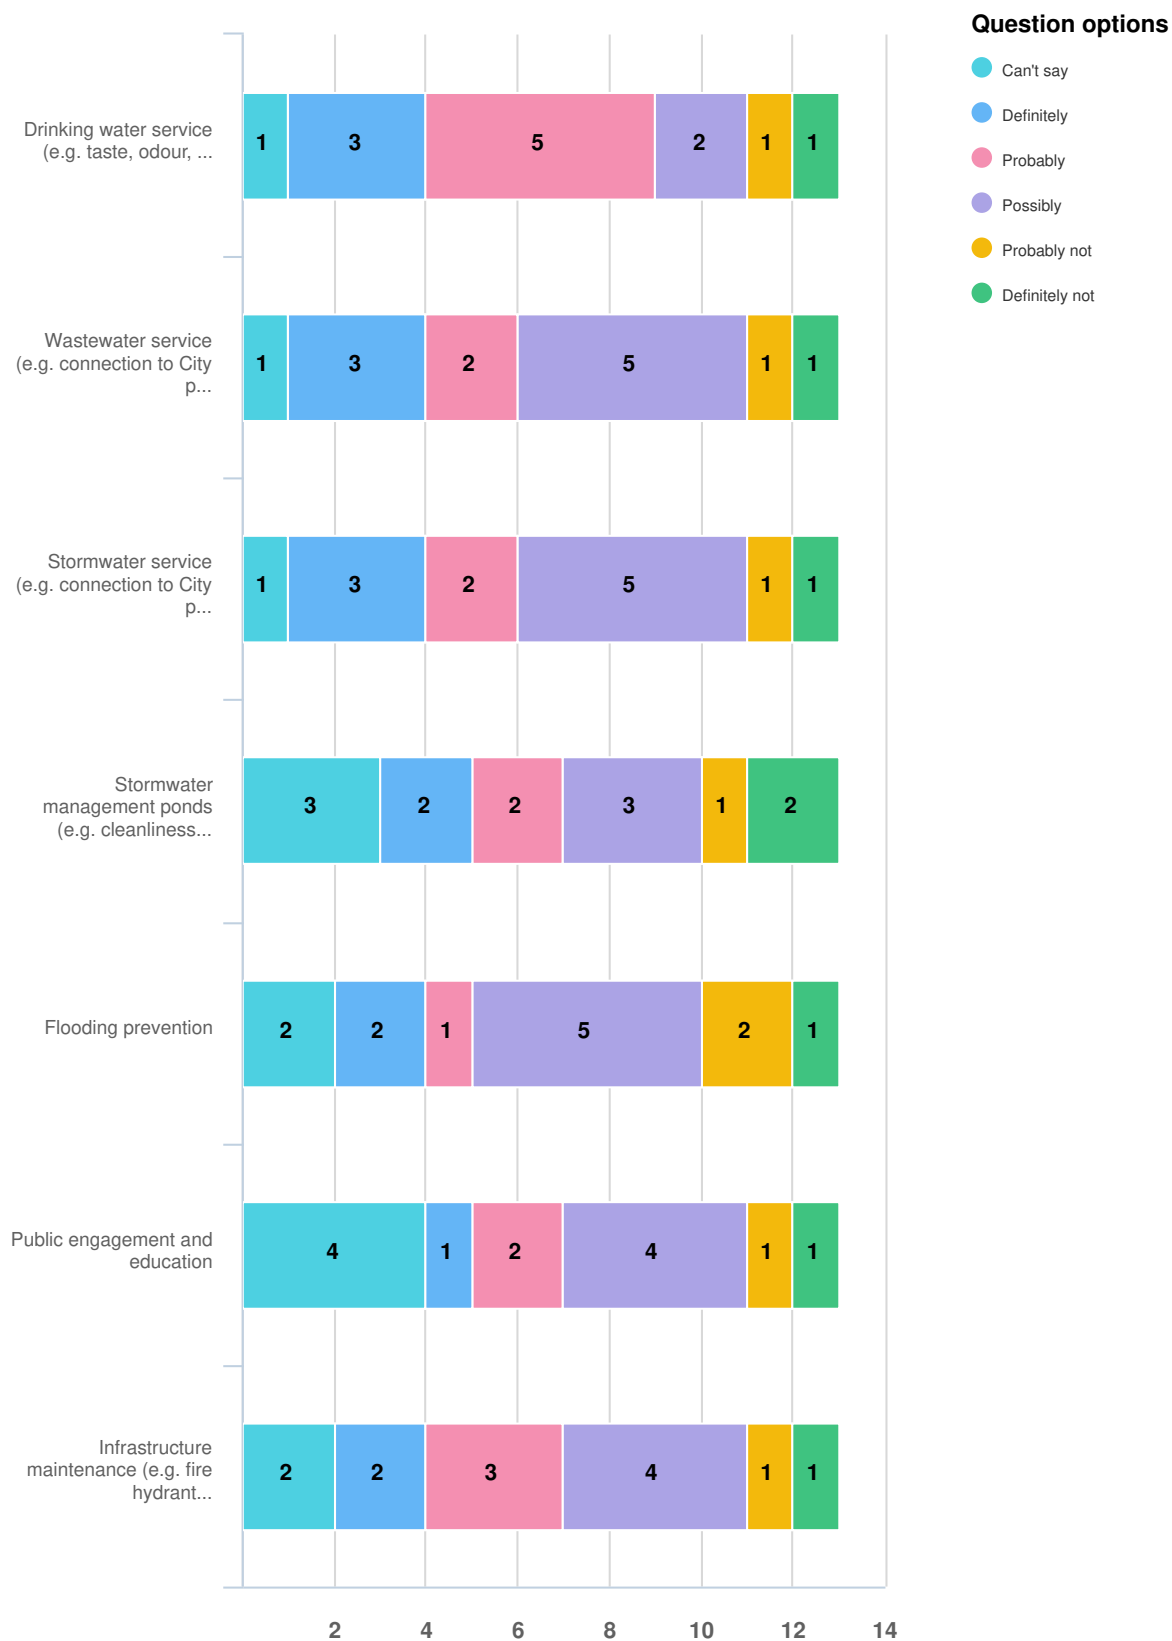 Question options
Can't say
Definitely
Probably
Possibly
Probably not
Definitely not
Drinking water service
(e.g. taste, odour, ...
1 3 5 2 1 1
Wastewater service
(e.g. connection to City
p...
1 3 2 5 1 1
Stormwater service
(e.g. connection to City
p...
1 3 2 5 1 1
Stormwater
management ponds
(e.g. cleanliness...
3 2 2 3 1 2
Flooding prevention
2 2 1 5 2 1
Public engagement and
education
4 1 2 4 1 1
Infrastructure
maintenance (e.g. fire
hydrant...
2 2 3 4 1 1
2 4 6 8 10 12 14